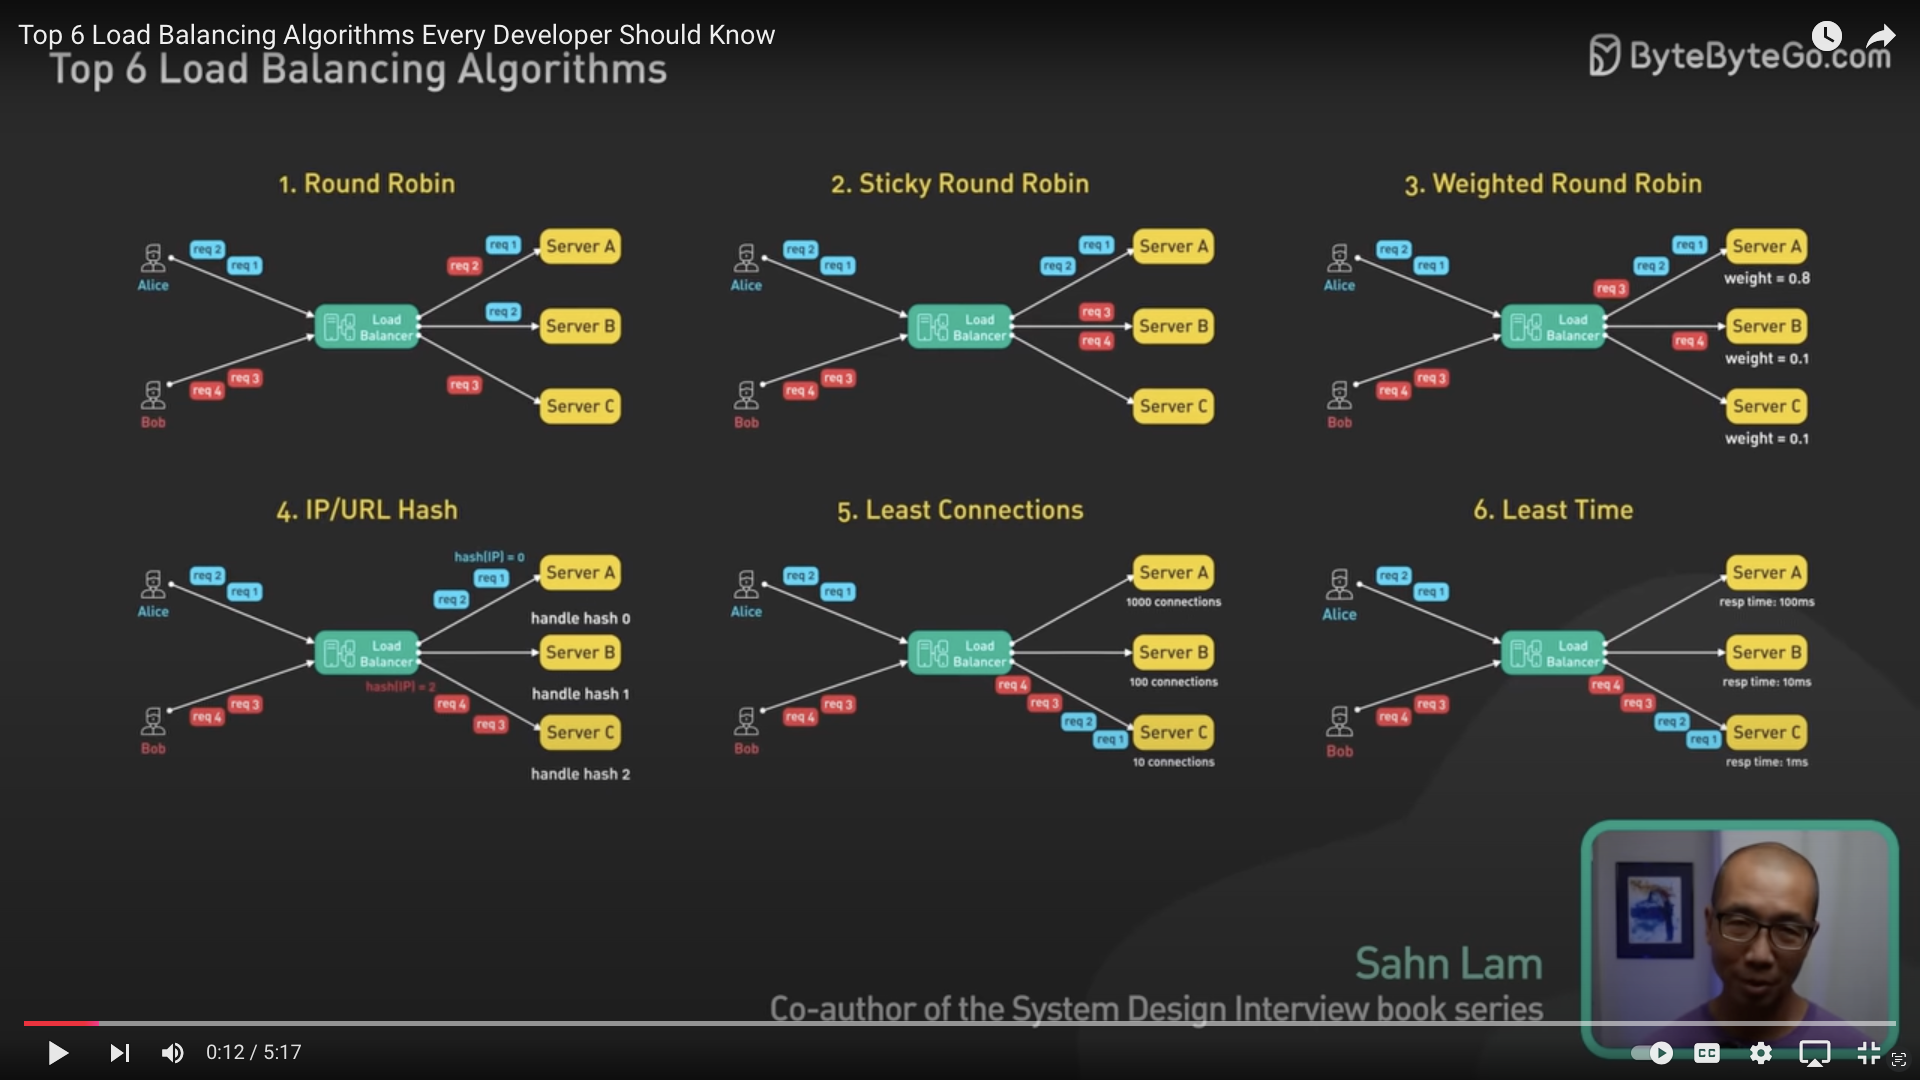 Top 6 Load Balancing Algorithms Every Developer Should Know
Top 6 Load Balancing Algorithms
ByteByteGo.com
1. Round Robin
req 2
req 1
Alice
req 4
req 3
Bob
Load
Balancer
req 1
req 2
req 2
req 3
Server A
Server B
Server C
2. Sticky Round Robin
req 2
req 1
Alice
req 4
req 3
Bob
Load
Balancer
req 1
req 2
req 3
req 4
Server A
Server B
Server C
3. Weighted Round Robin
req 2
req 1
Alice
req 4
req 3
Bob
Load
Balancer
req 1
req 2
req 3
req 4
Server A
weight = 0.8
Server B
weight = 0.1
Server C
weight = 0.1
4. IP/URL Hash
req 2
req 1
Alice
req 4
req 3
Bob
Load
Balancer
hash(IP) = 0
req 1
req 2
hash(IP) = 2
req 4
req 3
Server A
handle hash 0
Server B
handle hash 1
Server C
handle hash 2
5. Least Connections
req 2
req 1
Alice
req 4
req 3
Bob
Load
Balancer
req 4
req 3
req 2
req 1
Server A
1000 connections
Server B
100 connections
Server C
10 connections
6. Least Time
req 2
req 1
Alice
req 4
req 3
Bob
Load
Balancer
req 4
req 3
req 2
req 1
Server A
resp time: 100ms
Server B
resp time: 10ms
Server C
resp time: 1ms
Sahn Lam
Co-author of the System Design Interview book series
0:12 / 5:17
CC